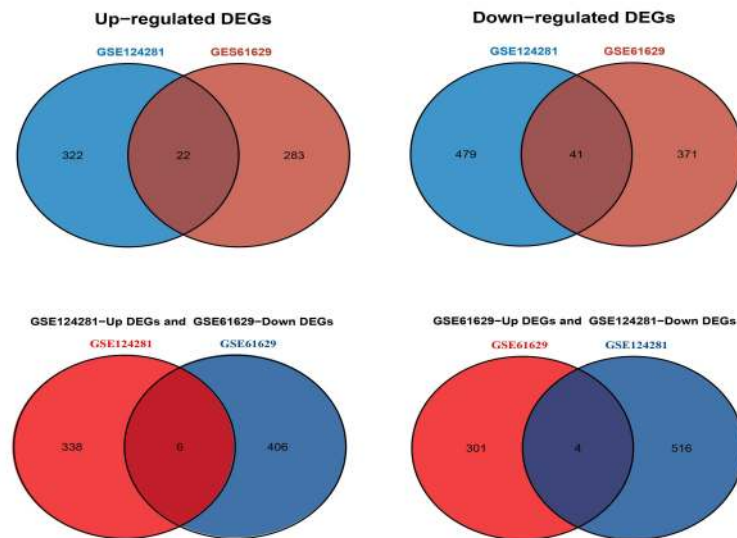 Up−regulated DEGs
GSE124281 GES61629
322 22 283
Down−regulated DEGs
GSE124281 GSE61629
479 41 371
GSE124281−Up DEGs and GSE61629−Down DEGs
GSE124281 GSE61629
338 6 406
GSE61629−Up DEGs and GSE124281−Down DEGs
GSE61629 GSE124281
301 4 516